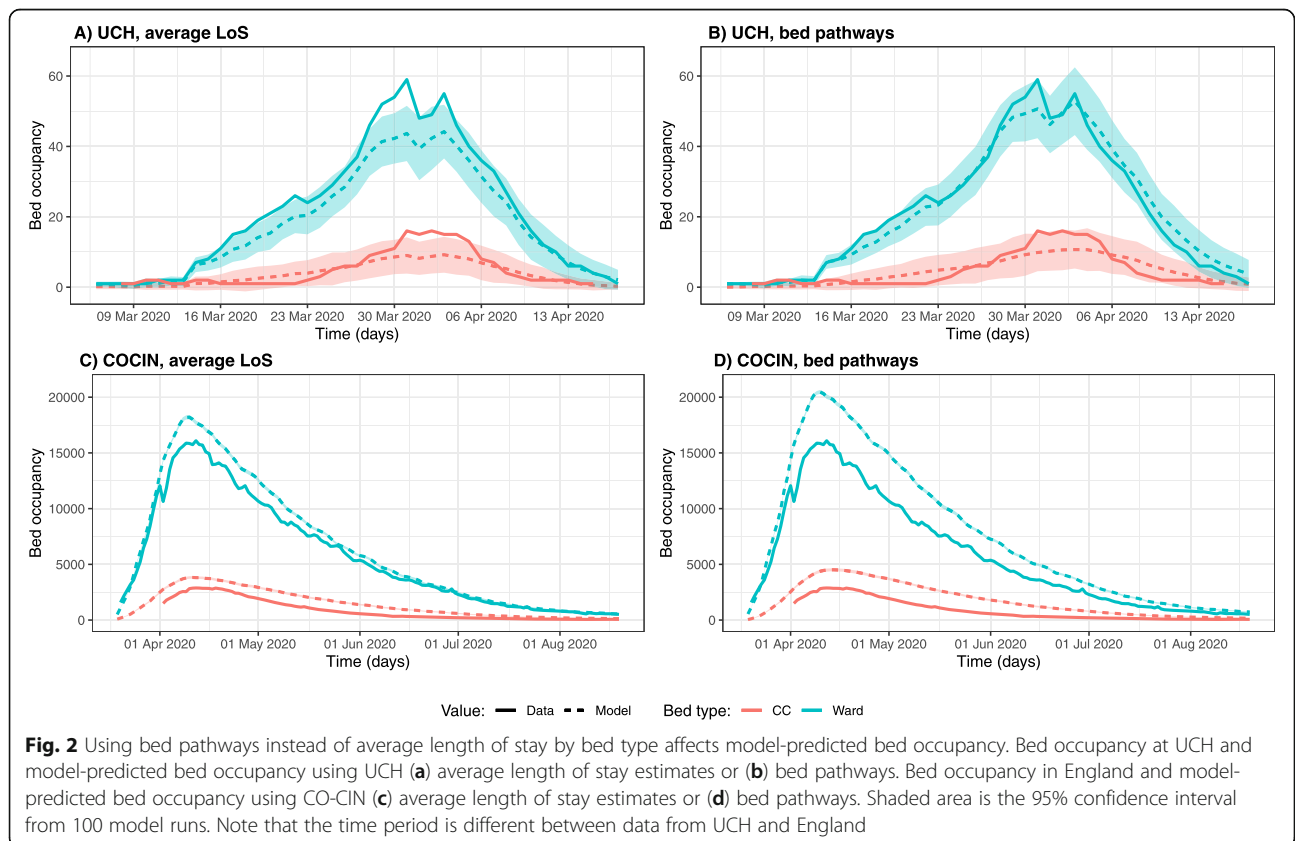 A) UCH, average LoS
60
40
20
0
Bed occupancy
09 Mar 2020 16 Mar 2020 23 Mar 2020 30 Mar 2020 06 Apr 2020 13 Apr 2020
Time (days)
B) UCH, bed pathways
60
40
20
0
Bed occupancy
09 Mar 2020 16 Mar 2020 23 Mar 2020 30 Mar 2020 06 Apr 2020 13 Apr 2020
Time (days)
C) COCIN, average LoS
20000
15000
10000
5000
0
Bed occupancy
01 Apr 2020 01 May 2020 01 Jun 2020 01 Jul 2020 01 Aug 2020
Time (days)
D) COCIN, bed pathways
20000
15000
10000
5000
0
Bed occupancy
01 Apr 2020 01 May 2020 01 Jun 2020 01 Jul 2020 01 Aug 2020
Time (days)
Value: Data Model Bed type: CC Ward
Fig. 2 Using bed pathways instead of average length of stay by bed type affects model-predicted bed occupancy. Bed occupancy at UCH and
model-predicted bed occupancy using UCH (a) average length of stay estimates or (b) bed pathways. Bed occupancy in England and model-
predicted bed occupancy using CO-CIN (c) average length of stay estimates or (d) bed pathways. Shaded area is the 95% confidence interval
from 100 model runs. Note that the time period is different between data from UCH and England